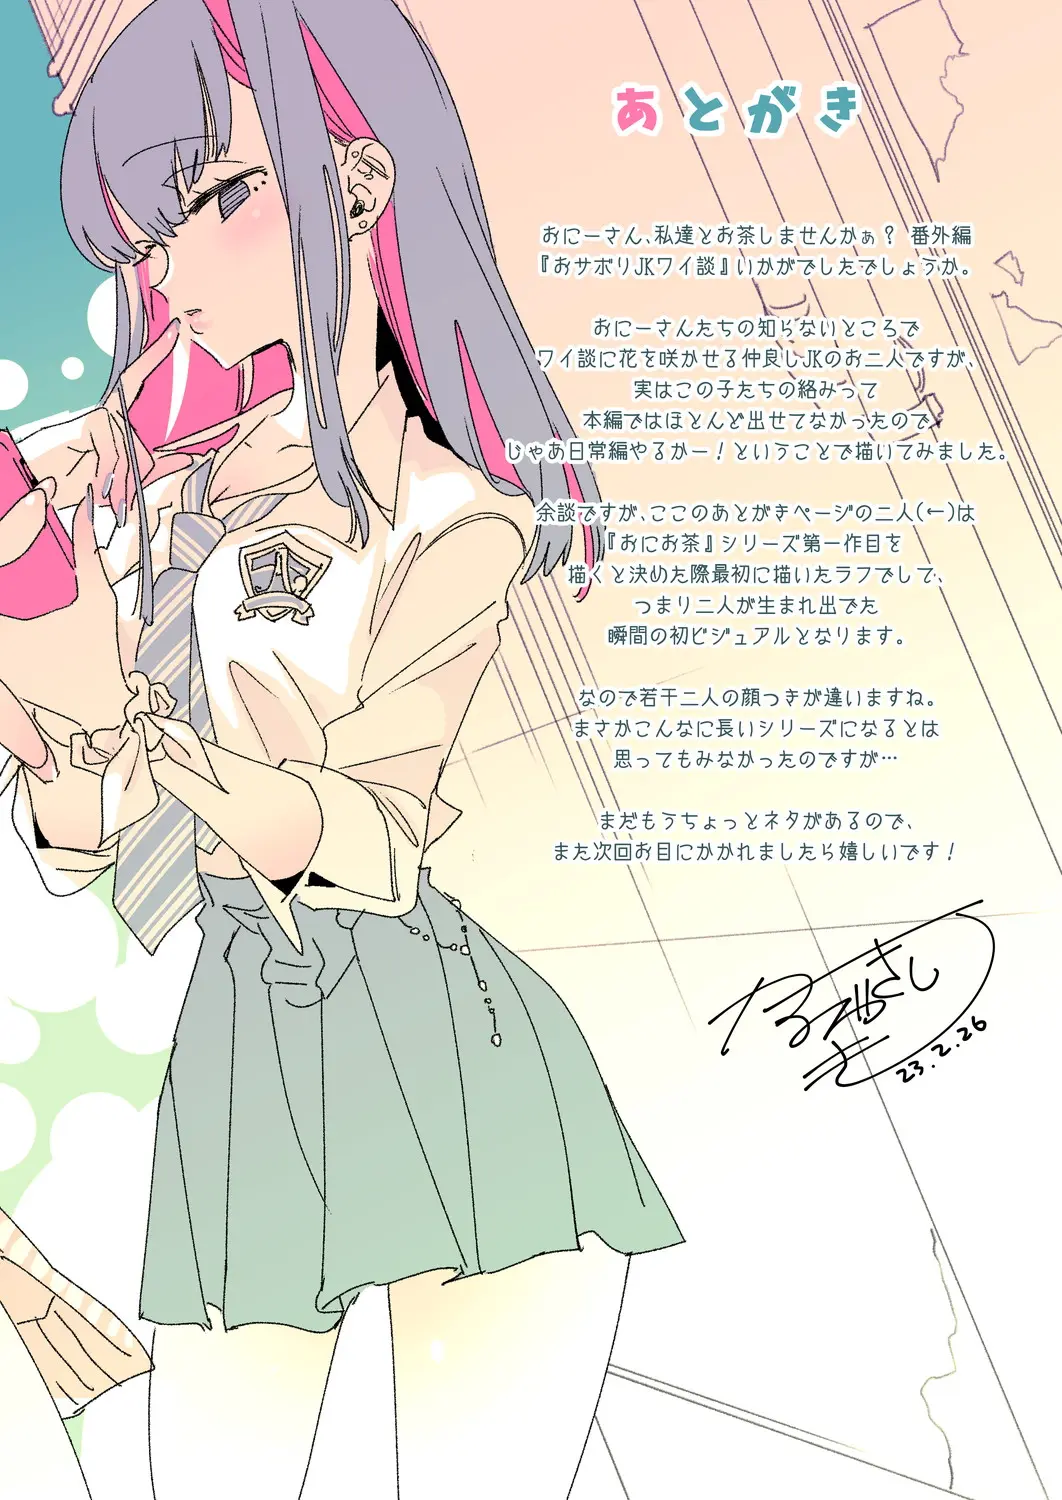 あとがき
おにーさん、私達とお茶しませんかぁ？ 番外編
『おサボりJKワイ談』いかがでしたでしょうか。
おにーさんたちの知らないところで
ワイ談に花を咲かせる仲良しJKのお二人ですが、
実はこの子たちの絡みって
本編ではほとんど出せてなかったので、
じゃあ日常編やるかー！ということで描いてみました。
余談ですが、ここのあとがきページの二人(←)は
『おにお茶』シリーズ第一作目を
描くと決めた際最初に描いたラフでして、
つまり二人が生まれ出でた
瞬間の初ビジュアルとなります。
なので若干二人の顔つきが違いますね。
まさかこんなに長いシリーズになるとは
思ってもみなかったのですが…
まだもうちょっとネタがあるので、
また次回お目にかかれましたら嬉しいです！
23.2.26